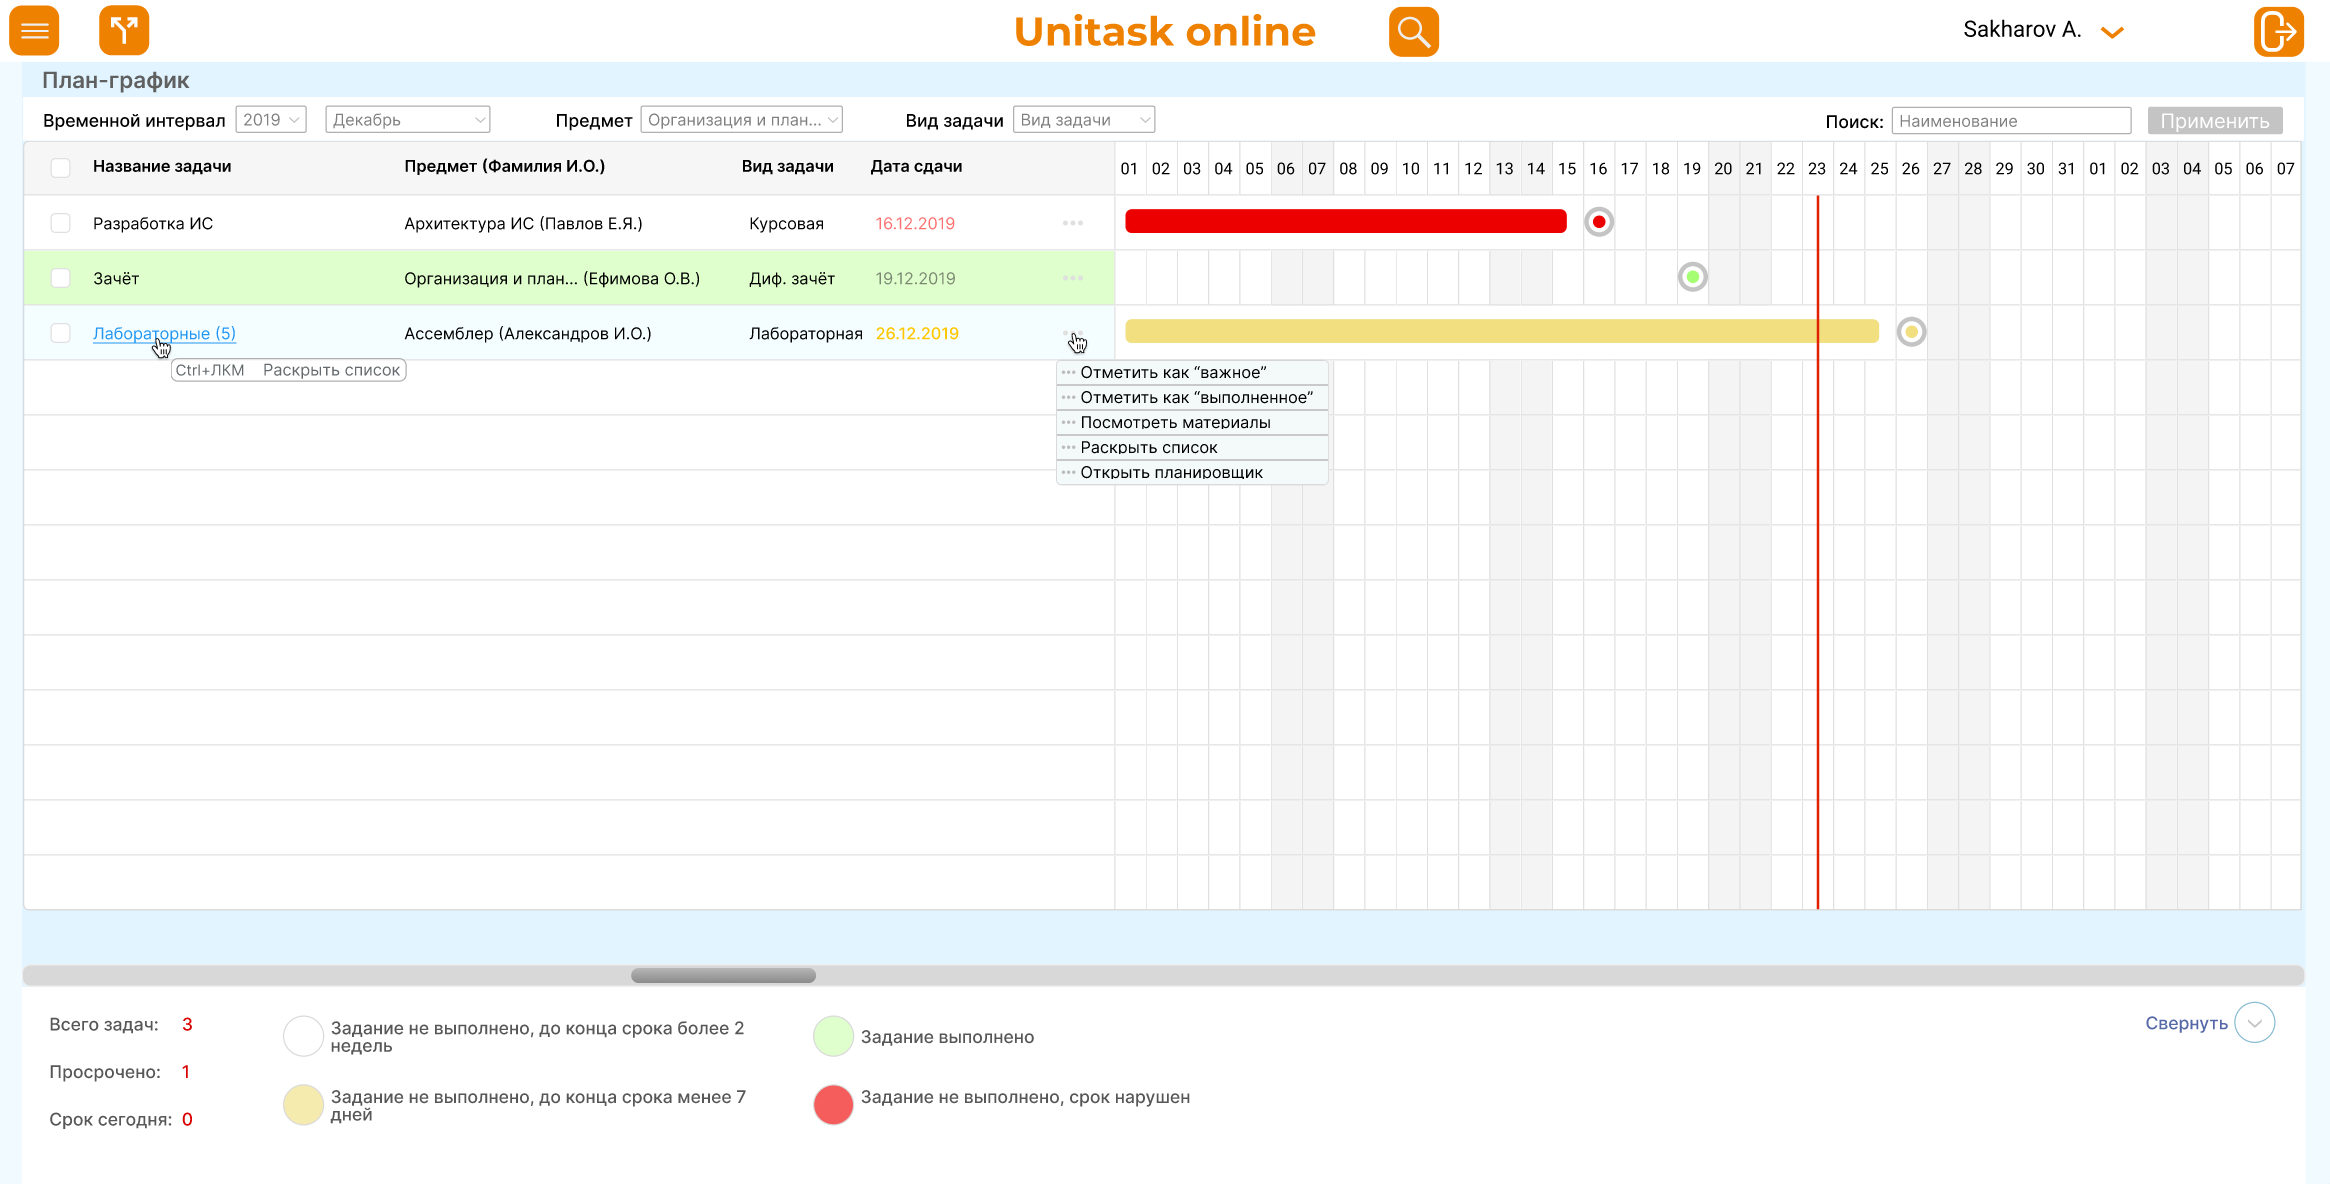 Unitask online
Sakharov A.
План-график
Временной интервал 2019 Декабрь Предмет Организация и план... Вид задачи Вид задачи Поиск: Наименование Применить
Название задачи Предмет (Фамилия И.О.) Вид задачи Дата сдачи 01 02 03 04 05 06 07 08 09 10 11 12 13 14 15 16 17 18 19 20 21 22 23 24 25 26 27 28 29 30 31 01 02 03 04 05 06 07
Разработка ИС Архитектура ИС (Павлов Е.Я.) Курсовая 16.12.2019
Зачёт Организация и план... (Ефимова О.В.) Диф. зачёт 19.12.2019
Лабораторные (5) Ассемблер (Александров И.О.) Лабораторная 26.12.2019
Ctrl+ЛКМ Раскрыть список
Отметить как “важное”
Отметить как “выполненное”
Посмотреть материалы
Раскрыть список
Открыть планировщик
Всего задач: 3
Просрочено: 1
Срок сегодня: 0
Задание не выполнено, до конца срока более 2
недель
Задание не выполнено, до конца срока менее 7
дней
Задание выполнено
Задание не выполнено, срок нарушен
Свернуть